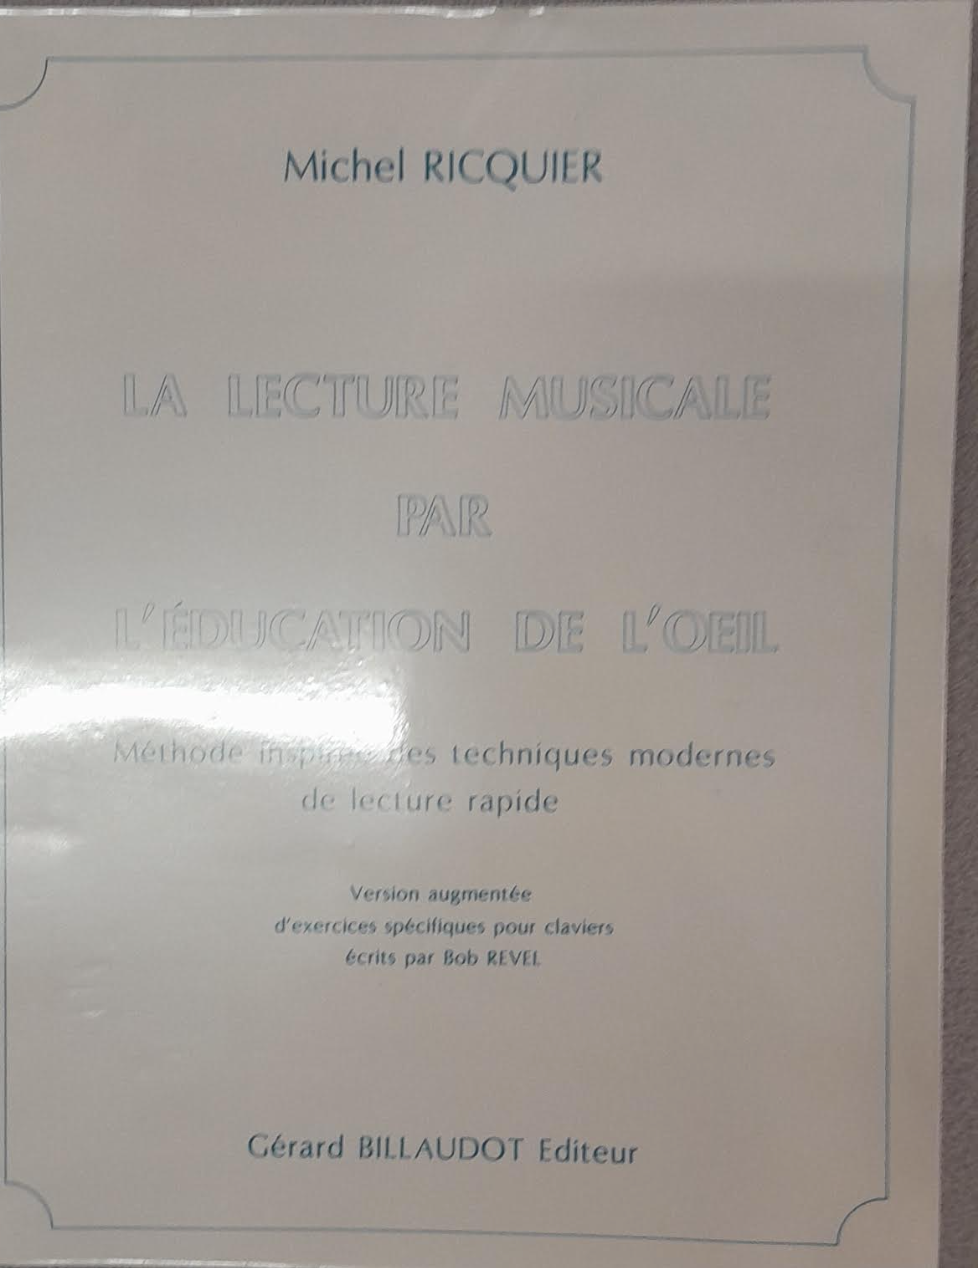 Michel RICQUIER
LA LECTURE MUSICALE
PAR
L'ÉDUCATION DE L'OEIL
Méthode inspirée des techniques modernes
de lecture rapide
Version augmentée
d'exercices spécifiques pour claviers
écrits par Bob REVEL
Gérard BILLAUDOT Editeur